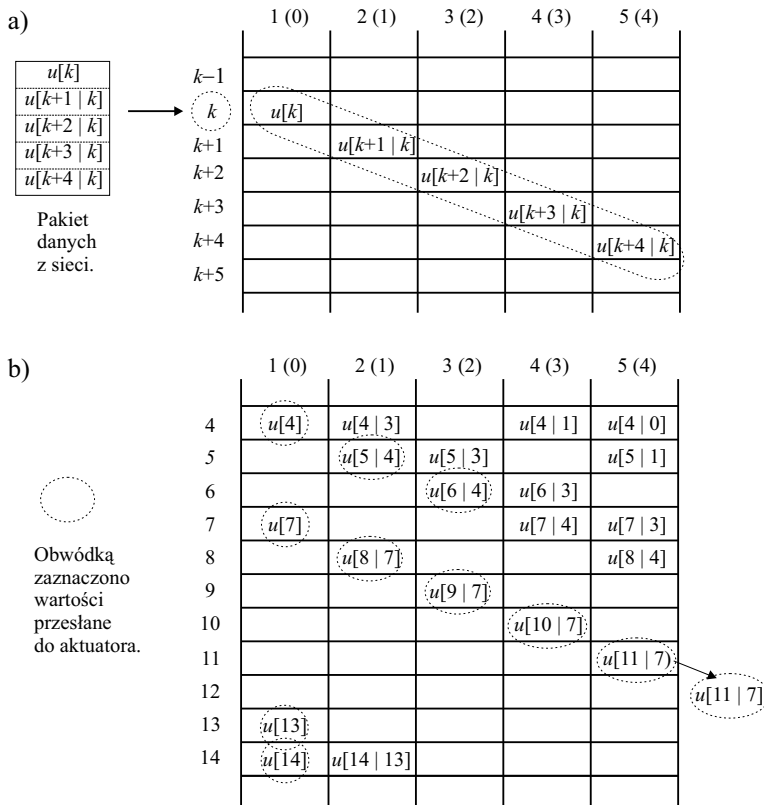 a)
1 (0) 2 (1) 3 (2) 4 (3) 5 (4)
u[k]
u[k+1 | k]
u[k+2 | k]
u[k+3 | k]
u[k+4 | k]
Pakiet
danych
z sieci.
k−1
k u[k]
k+1 u[k+1 | k]
k+2 u[k+2 | k]
k+3 u[k+3 | k]
k+4 u[k+4 | k]
k+5
b)
1 (0) 2 (1) 3 (2) 4 (3) 5 (4)
Obwódką
zaznaczono
wartości
przesłane
do aktuatora.
4 u[4] u[4 | 3] u[4 | 1] u[4 | 0]
5 u[5 | 4] u[5 | 3] u[5 | 1]
6 u[6 | 4] u[6 | 3]
7 u[7] u[7 | 4] u[7 | 3]
8 u[8 | 7] u[8 | 4]
9 u[9 | 7]
10 u[10 | 7]
11 u[11 | 7)
12 u[11 | 7]
13 u[13]
14 u[14] u[14 | 13]